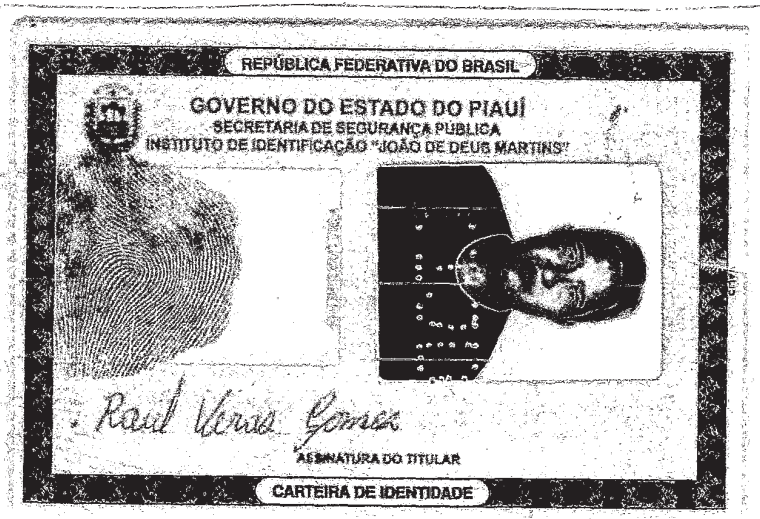 REPÚBLICA FEDERATIVA DO BRASIL
GOVERNO DO ESTADO DO PIAUÍ
SECRETARIA DE SEGURANÇA PÚBLICA
INSTITUTO DE IDENTIFICAÇÃO "JOÃO DE DEUS MARTINS"
Raul Veras Gomes
ASSINATURA DO TITULAR
CARTEIRA DE IDENTIDADE